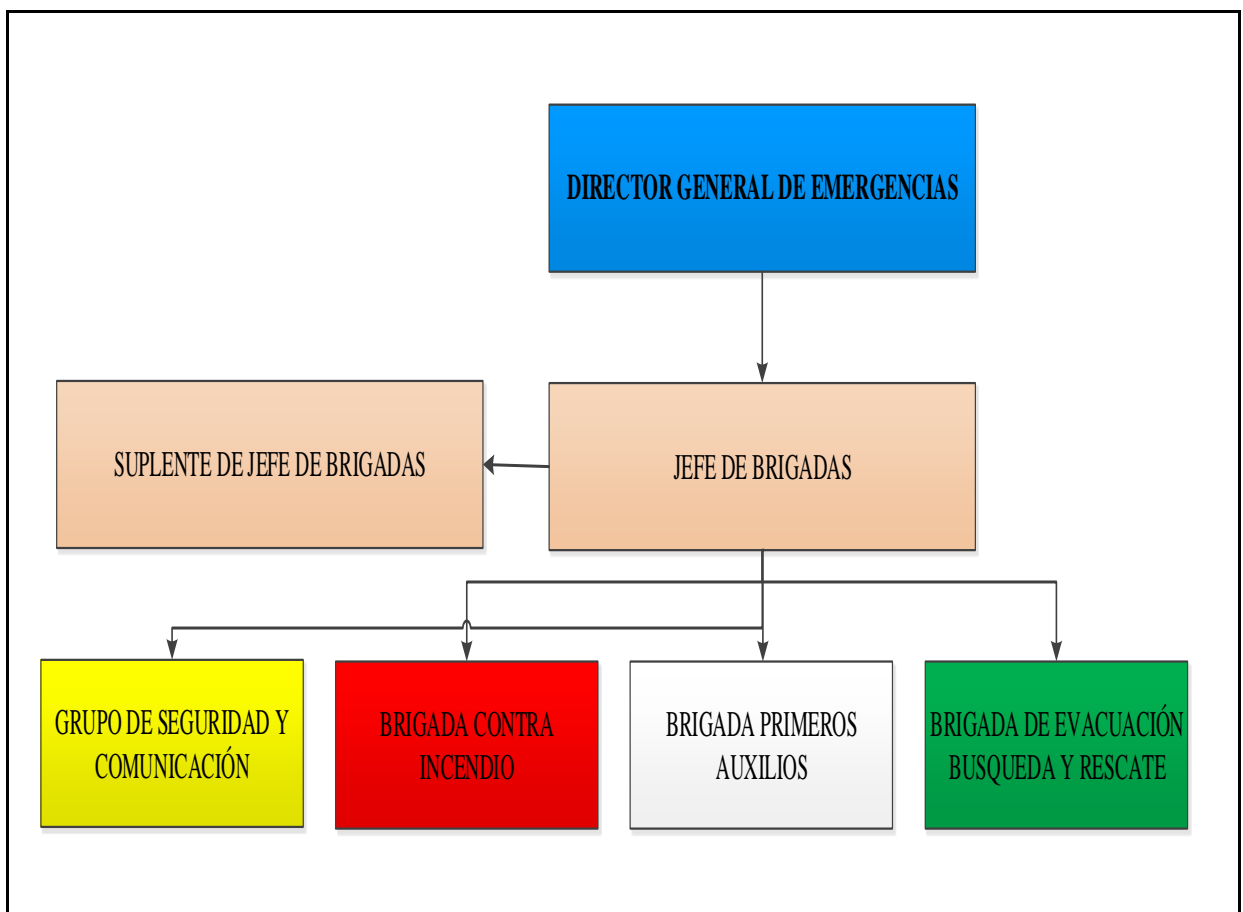 DIRECTOR GENERAL DE EMERGENCIAS
SUPLENTE DE JEFE DE BRIGADAS
JEFE DE BRIGADAS
GRUPO DE SEGURIDAD Y
COMUNICACIÓN
BRIGADA CONTRA
INCENDIO
BRIGADA PRIMEROS
AUXILIOS
BRIGADA DE EVACUACIÓN
BUSQUEDA Y RESCATE